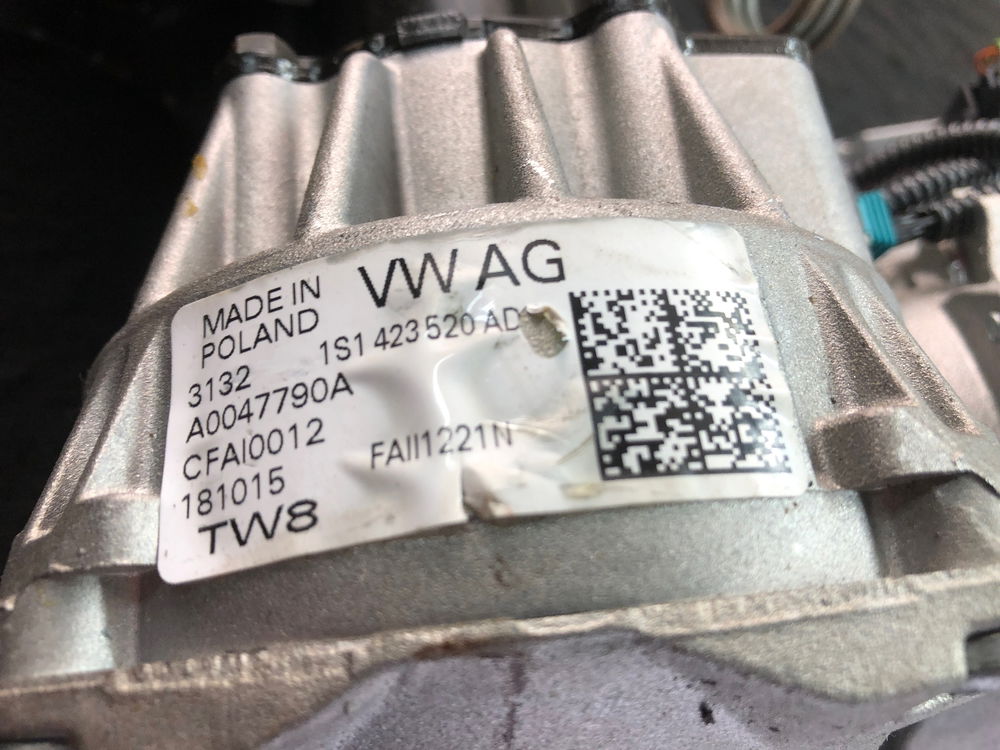 MADE IN
POLAND
VW AG
3132
1S1 423 520 AD
A0047790A
CFAI0012
FAII1221N
181015
TW8